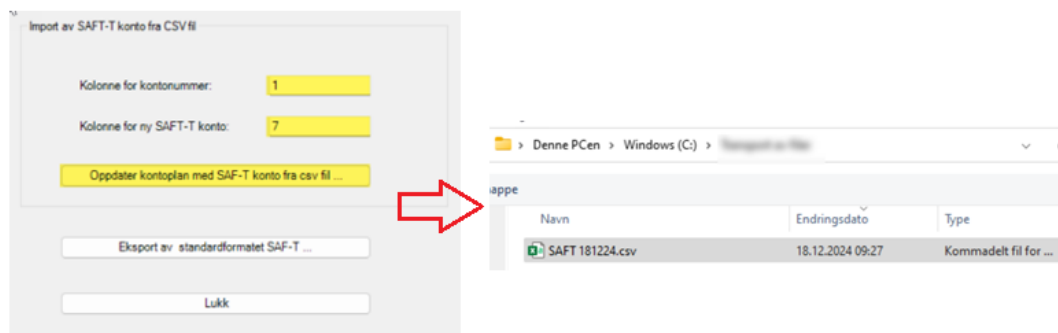 Import av SAFT-T konto fra CSV fil
Kolonne for kontonummer: 1
Kolonne for ny SAFT-T konto: 7
Oppdater kontoplan med SAF-T konto fra csv fil ...
Eksport av standardformatet SAF-T ...
Lukk
Denne PCen > Windows (C:) >
appe
Navn Endringsdato Type
SAFT 181224.csv 18.12.2024 09:27 Kommadelt fil for ...